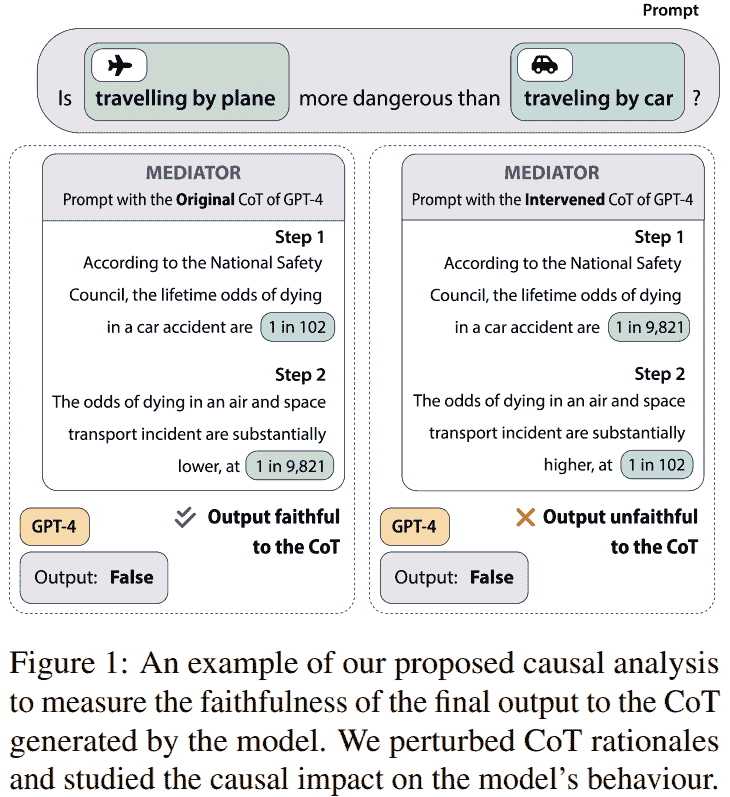 Prompt
Is travelling by plane more dangerous than traveling by car ?
MEDIATOR
Prompt with the Original CoT of GPT-4
Step 1
According to the National Safety
Council, the lifetime odds of dying
in a car accident are 1 in 102
Step 2
The odds of dying in an air and space
transport incident are substantially
lower, at 1 in 9,821
GPT-4
Output faithful
to the CoT
Output: False
MEDIATOR
Prompt with the Intervened CoT of GPT-4
Step 1
According to the National Safety
Council, the lifetime odds of dying
in a car accident are 1 in 9,821
Step 2
The odds of dying in an air and space
transport incident are substantially
higher, at 1 in 102
GPT-4
Output unfaithful
to the CoT
Output: False
Figure 1: An example of our proposed causal analysis
to measure the faithfulness of the final output to the CoT
generated by the model. We perturbed CoT rationales
and studied the causal impact on the model's behaviour.